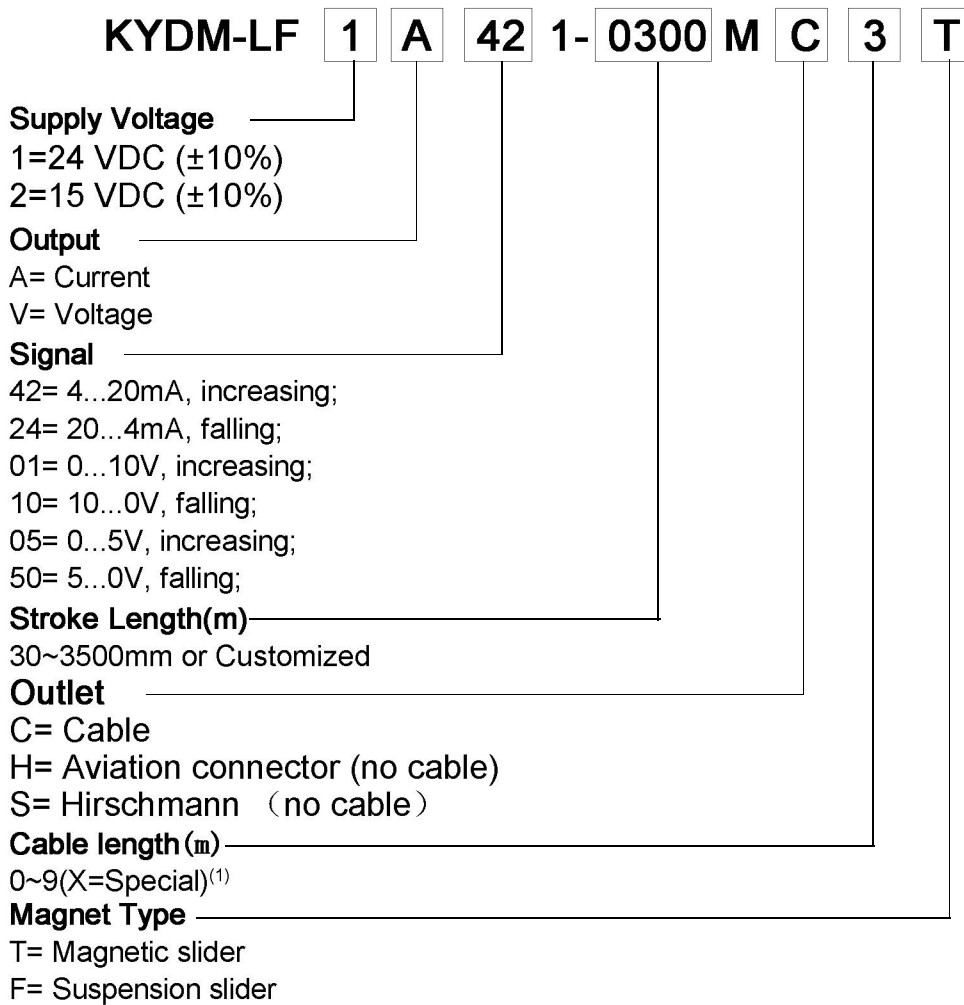 KYDM-LF 1 A 42 1- 0300 M C 3 T
Supply Voltage
1=24 VDC (±10%)
2=15 VDC (±10%)
Output
A= Current
V= Voltage
Signal
42= 4...20mA, increasing;
24= 20...4mA, falling;
01= 0...10V, increasing;
10= 10...0V, falling;
05= 0...5V, increasing;
50= 5...0V, falling;
Stroke Length(m)
30~3500mm or Customized
Outlet
C= Cable
H= Aviation connector (no cable)
S= Hirschmann （no cable）
Cable length(m)
0~9(X=Special)⁽¹⁾
Magnet Type
T= Magnetic slider
F= Suspension slider